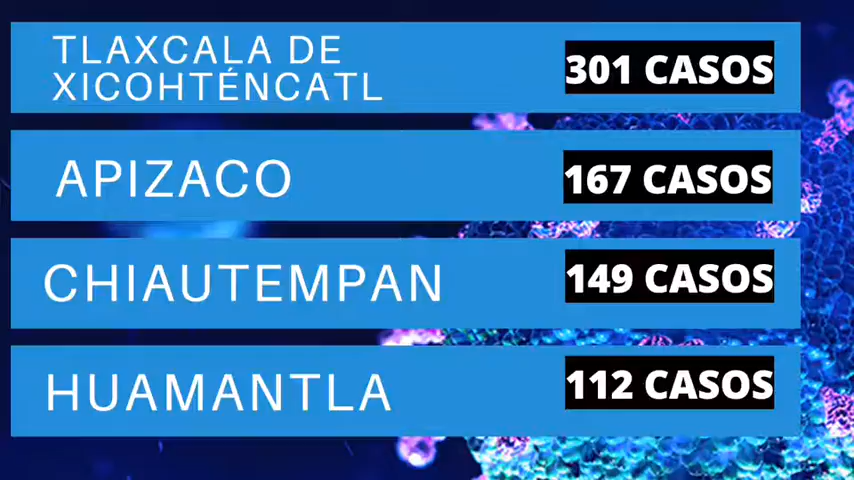 TLAXCALA DE
XICOHTÉNCATL
301 CASOS
APIZACO
167 CASOS
CHIAUTEMPAN
149 CASOS
HUAMANTLA
112 CASOS